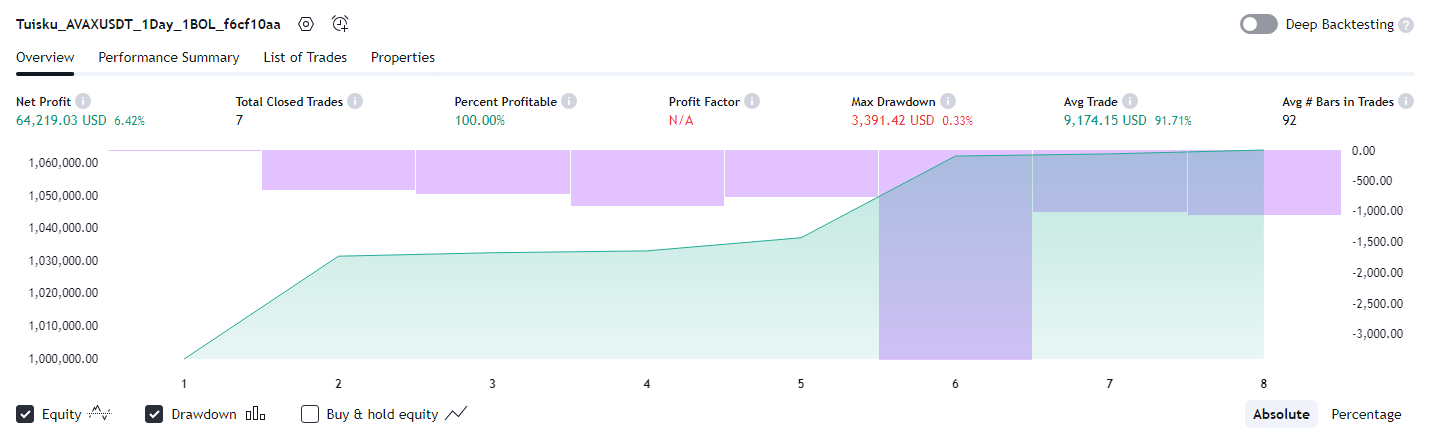 Tuisku_AVAXUSDT_1Day_1BOL_f6cf10aa Deep Backtesting ?
Overview Performance Summary List of Trades Properties
Net Profit Total Closed Trades Percent Profitable Profit Factor Max Drawdown Avg Trade Avg # Bars in Trades
64,219.03 USD 6.42% 7 100.00% N/A 3,391.42 USD 0.33% 9,174.15 USD 91.71% 92
1,060,000.00 0.00
1,050,000.00 -500.00
1,040,000.00 -1,000.00
1,030,000.00 -1,500.00
1,020,000.00 -2,000.00
1,010,000.00 -2,500.00
1,000,000.00 -3,000.00
1 2 3 4 5 6 7 8
Equity Drawdown Buy & hold equity Absolute Percentage